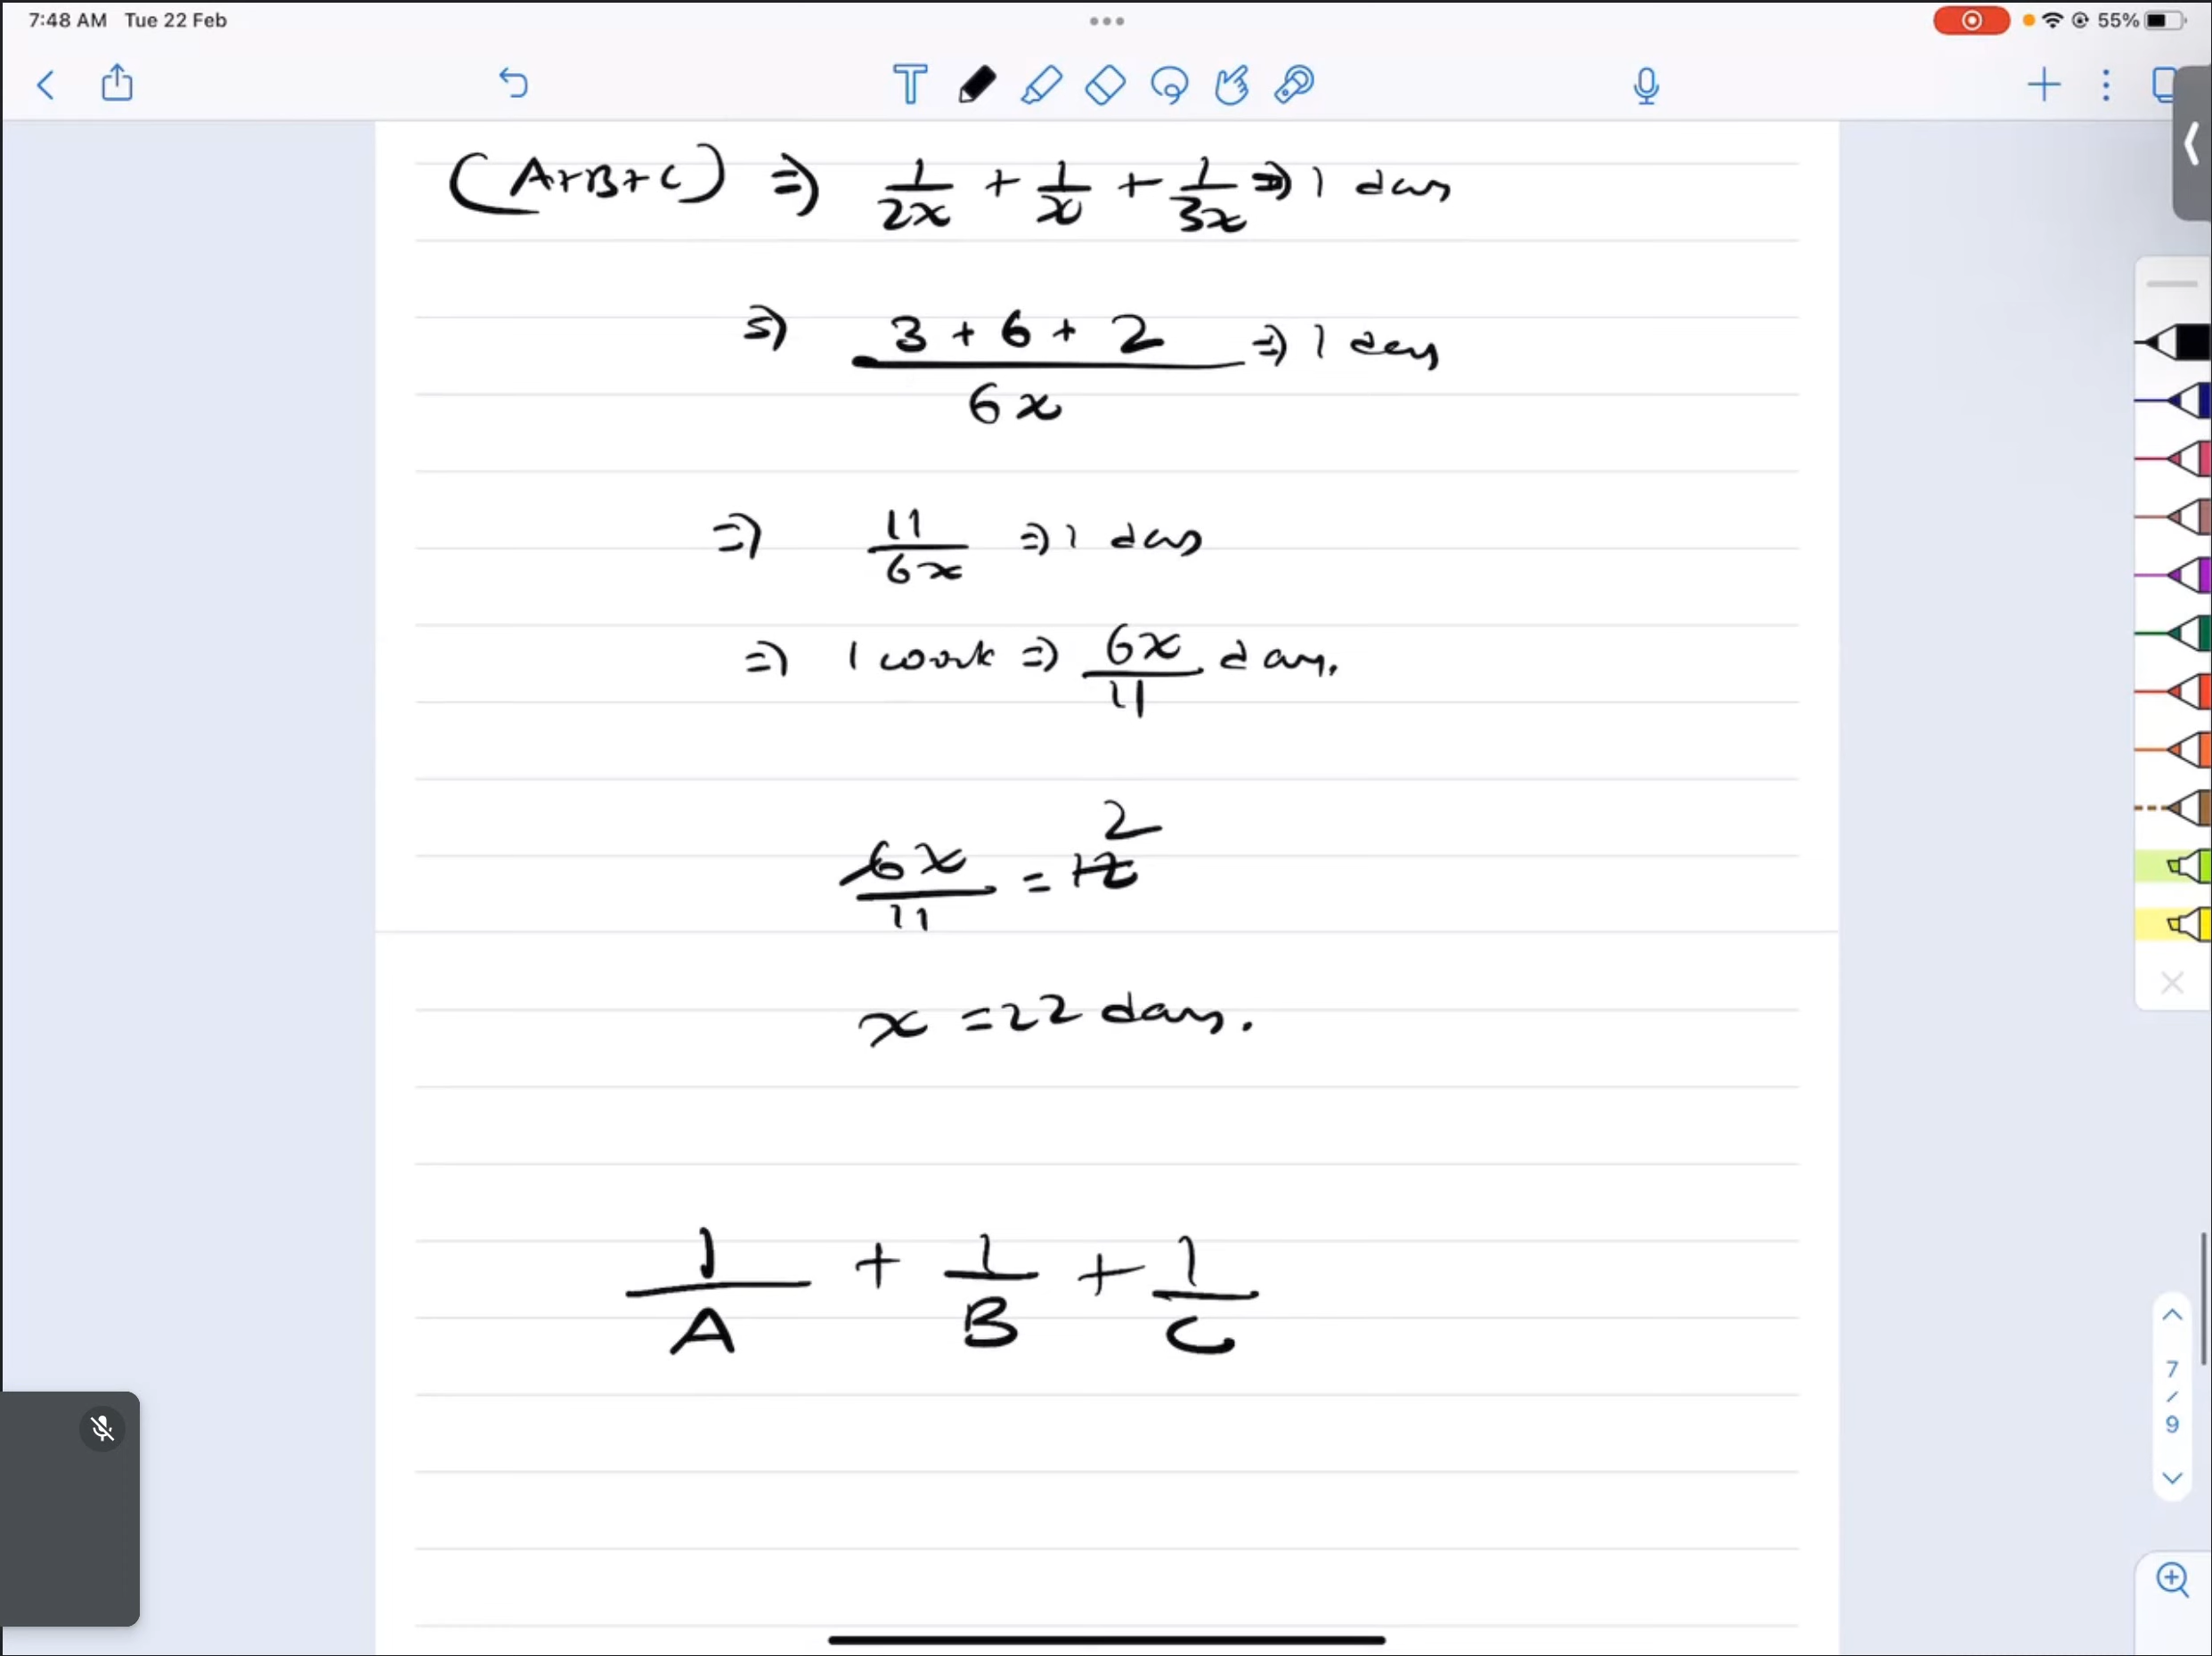 7:48 AM Tue 22 Feb
55%
T
(A+B+C) ⇒ 1/2x + 1/x + 1/3x ⇒ 1 day
⇒ 3 + 6 + 2 / 6x ⇒ 1 day
⇒ 11/6x ⇒ 1 day
⇒ 1 work ⇒ 6x/11 days.
2
6x/11 = 12
x = 22 days.
1/A + 1/B + 1/C
7
/
9